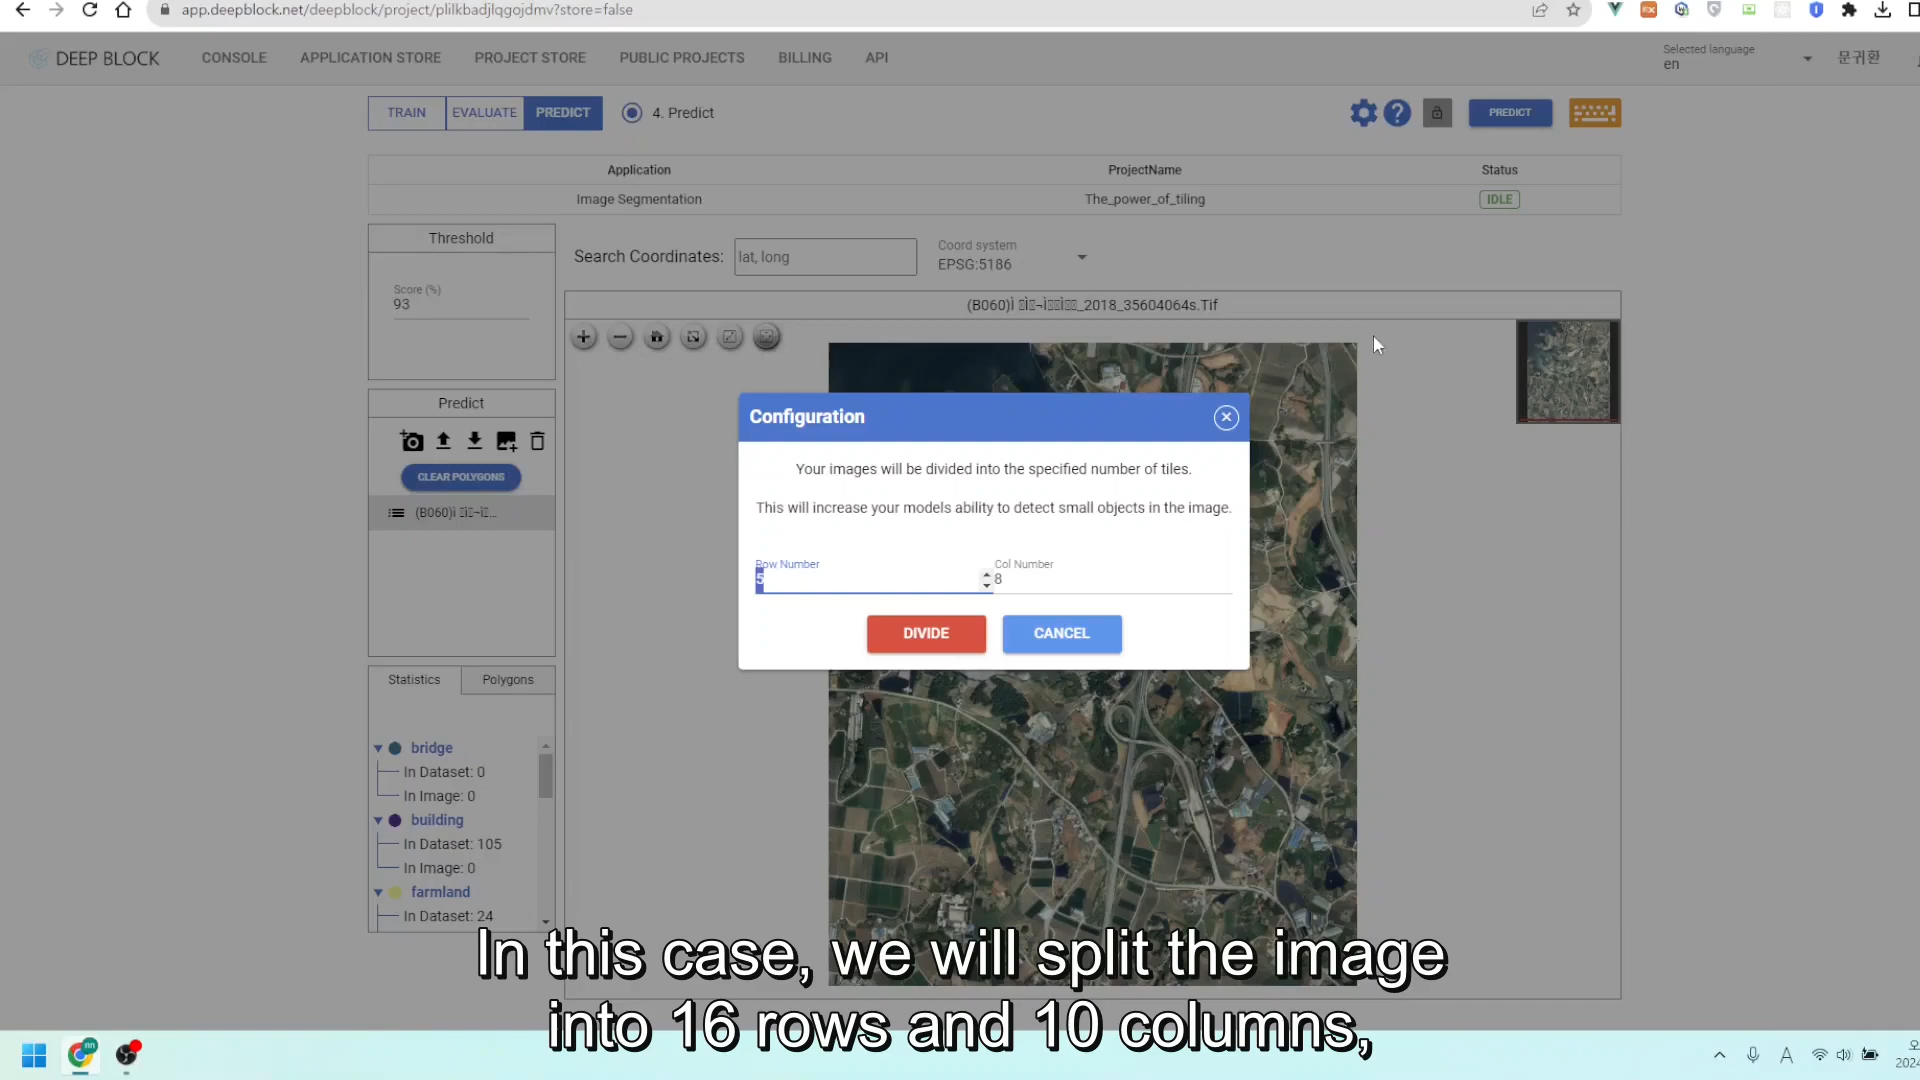 app.deepblock.net/deepblock/project/plilkbadjlqgojdmv?store=false
DEEP BLOCK
CONSOLE
APPLICATION STORE
PROJECT STORE
PUBLIC PROJECTS
BILLING
API
Selected language
en
문귀환
TRAIN
EVALUATE
PREDICT
4. Predict
PREDICT
Application
ProjectName
Status
Image Segmentation
The_power_of_tiling
IDLE
Threshold
Score (%)
93
Search Coordinates:
lat, long
Coord system
EPSG:5186
_2018_35604064s.Tif
Predict
CLEAR POLYGONS
Configuration
Your images will be divided into the specified number of tiles.
This will increase your models ability to detect small objects in the image.
Row Number
5
Col Number
8
DIVIDE
CANCEL
Statistics
Polygons
bridge
In Dataset: 0
In Image: 0
building
In Dataset: 105
In Image: 0
farmland
In Dataset: 24
In this case, we will split the image
into 16 rows and 10 columns,
A
오
2024